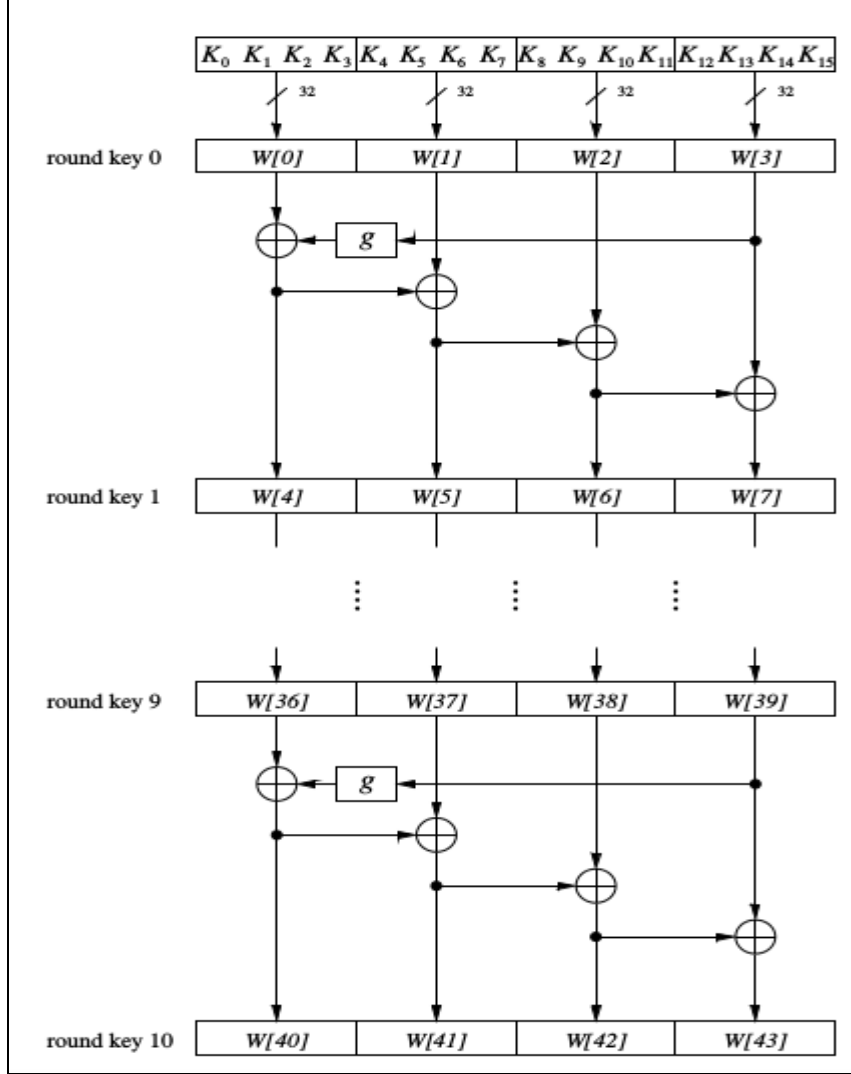 K₀ K₁ K₂ K₃ K₄ K₅ K₆ K₇ K₈ K₉ K₁₀ K₁₁ K₁₂ K₁₃ K₁₄ K₁₅
32 32 32 32
round key 0 W[0] W[1] W[2] W[3]
g
round key 1 W[4] W[5] W[6] W[7]
round key 9 W[36] W[37] W[38] W[39]
g
round key 10 W[40] W[41] W[42] W[43]